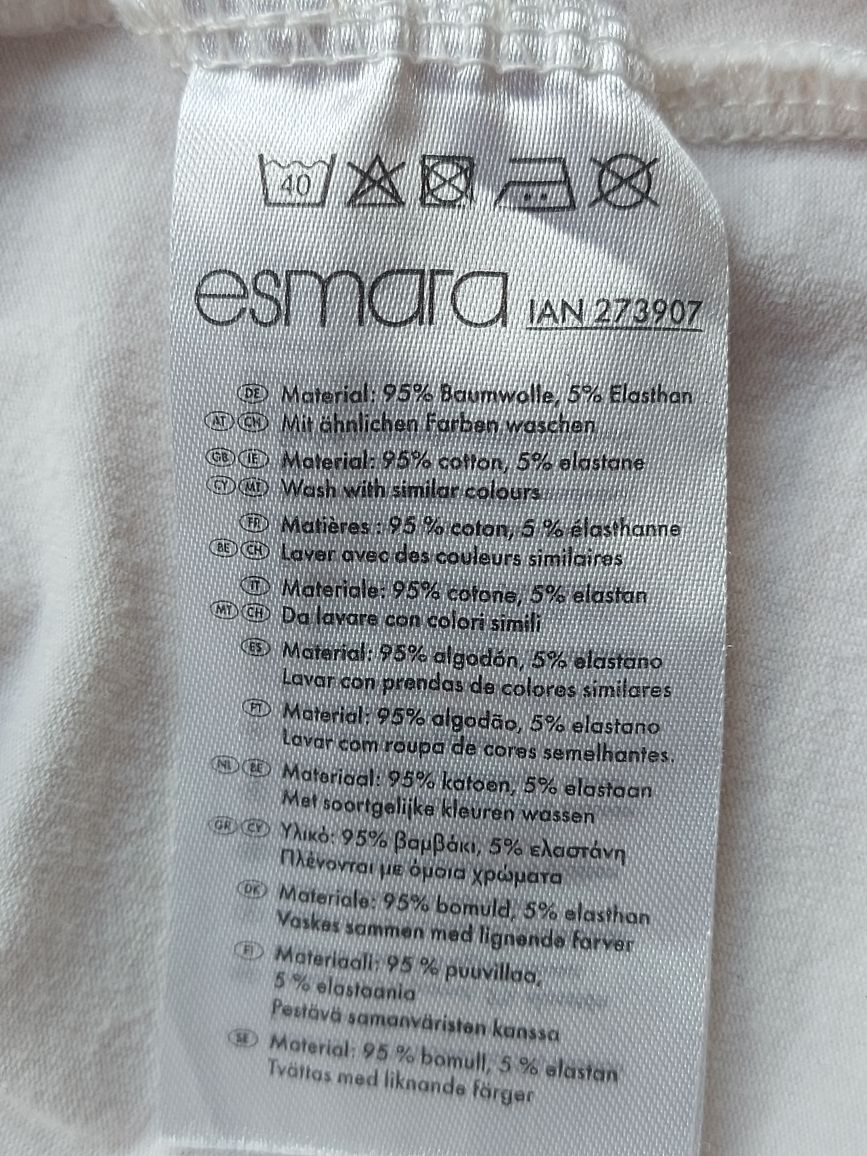 40
esmara IAN 273907
DE Material: 95% Baumwolle, 5% Elasthan
AT CH Mit ähnlichen Farben waschen
GB IE Material: 95% cotton, 5% elastane
CY MT Wash with similar colours
FR Matières : 95 % coton, 5 % élasthanne
BE CH Laver avec des couleurs similaires
IT Materiale: 95% cotone, 5% elastan
MT CH Da lavare con colori simili
ES Material: 95% algodón, 5% elastano
Lavar con prendas de colores similares
PT Material: 95% algodão, 5% elastano
Lavar com roupa de cores semelhantes.
NL BE Materiaal: 95% katoen, 5% elastaan
Met soortgelijke kleuren wassen
GR CY Υλικό: 95% βαμβάκι, 5% ελαστάνη
Πλένονται με όμοια χρώματα
DK Materiale: 95% bomuld, 5% elasthan
Vaskes sammen med lignende farver
FI Materiaali: 95 % puuvillaa,
5 % elastaania
Pestävä samanväristen kanssa
SE Material: 95 % bomull, 5 % elastan
Tvättas med liknande färger